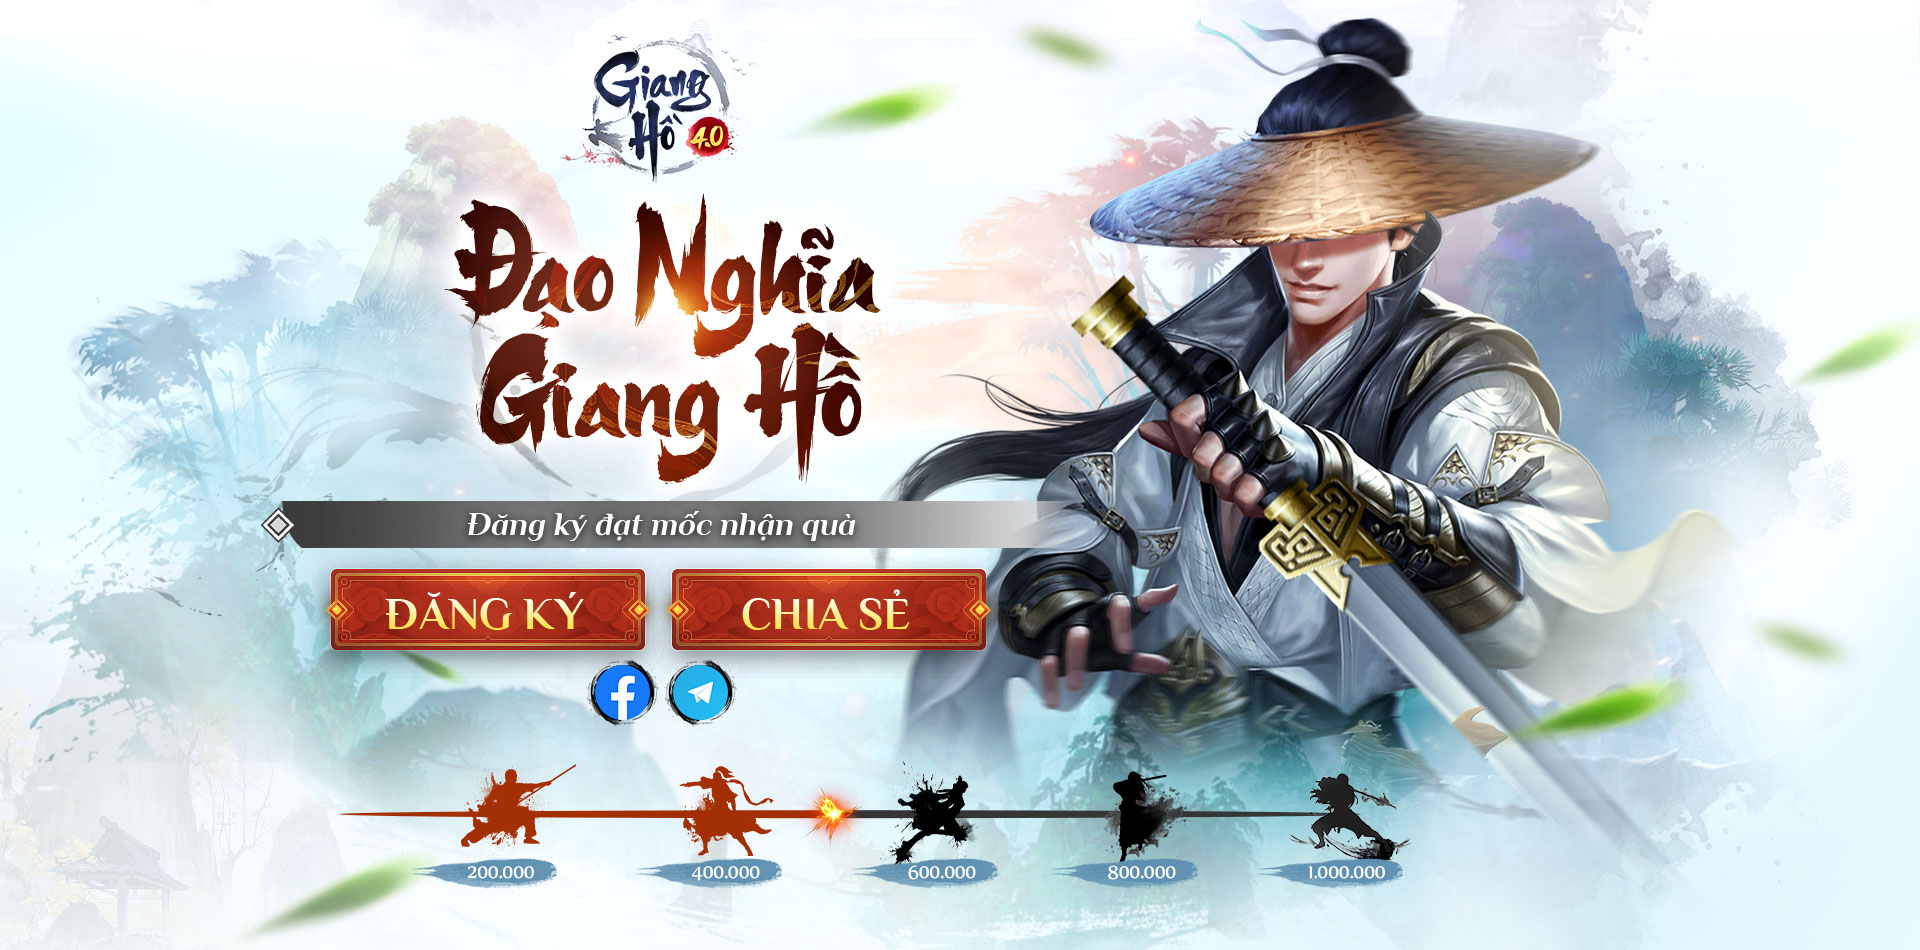 Giang
Hồ 4.0
Đạo Nghĩa
Giang Hồ
Đăng ký đạt mốc nhận quà
ĐĂNG KÝ
CHIA SẺ
200.000
400.000
600.000
800.000
1.000.000